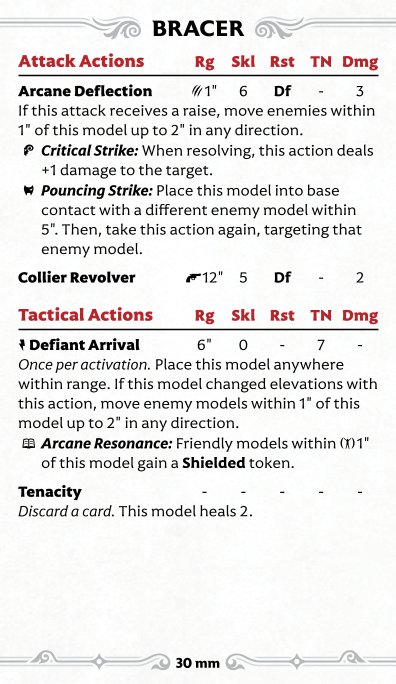 BRACER
Attack Actions Rg Skl Rst TN Dmg
Arcane Deflection 1" 6 Df - 3
If this attack receives a raise, move enemies within
1" of this model up to 2" in any direction.
Critical Strike: When resolving, this action deals
+1 damage to the target.
Pouncing Strike: Place this model into base
contact with a different enemy model within
5". Then, take this action again, targeting that
enemy model.
Collier Revolver 12" 5 Df - 2
Tactical Actions Rg Skl Rst TN Dmg
Defiant Arrival 6" 0 - 7 -
Once per activation. Place this model anywhere
within range. If this model changed elevations with
this action, move enemy models within 1" of this
model up to 2" in any direction.
Arcane Resonance: Friendly models within 1"
of this model gain a Shielded token.
Tenacity - - - - -
Discard a card. This model heals 2.
30 mm